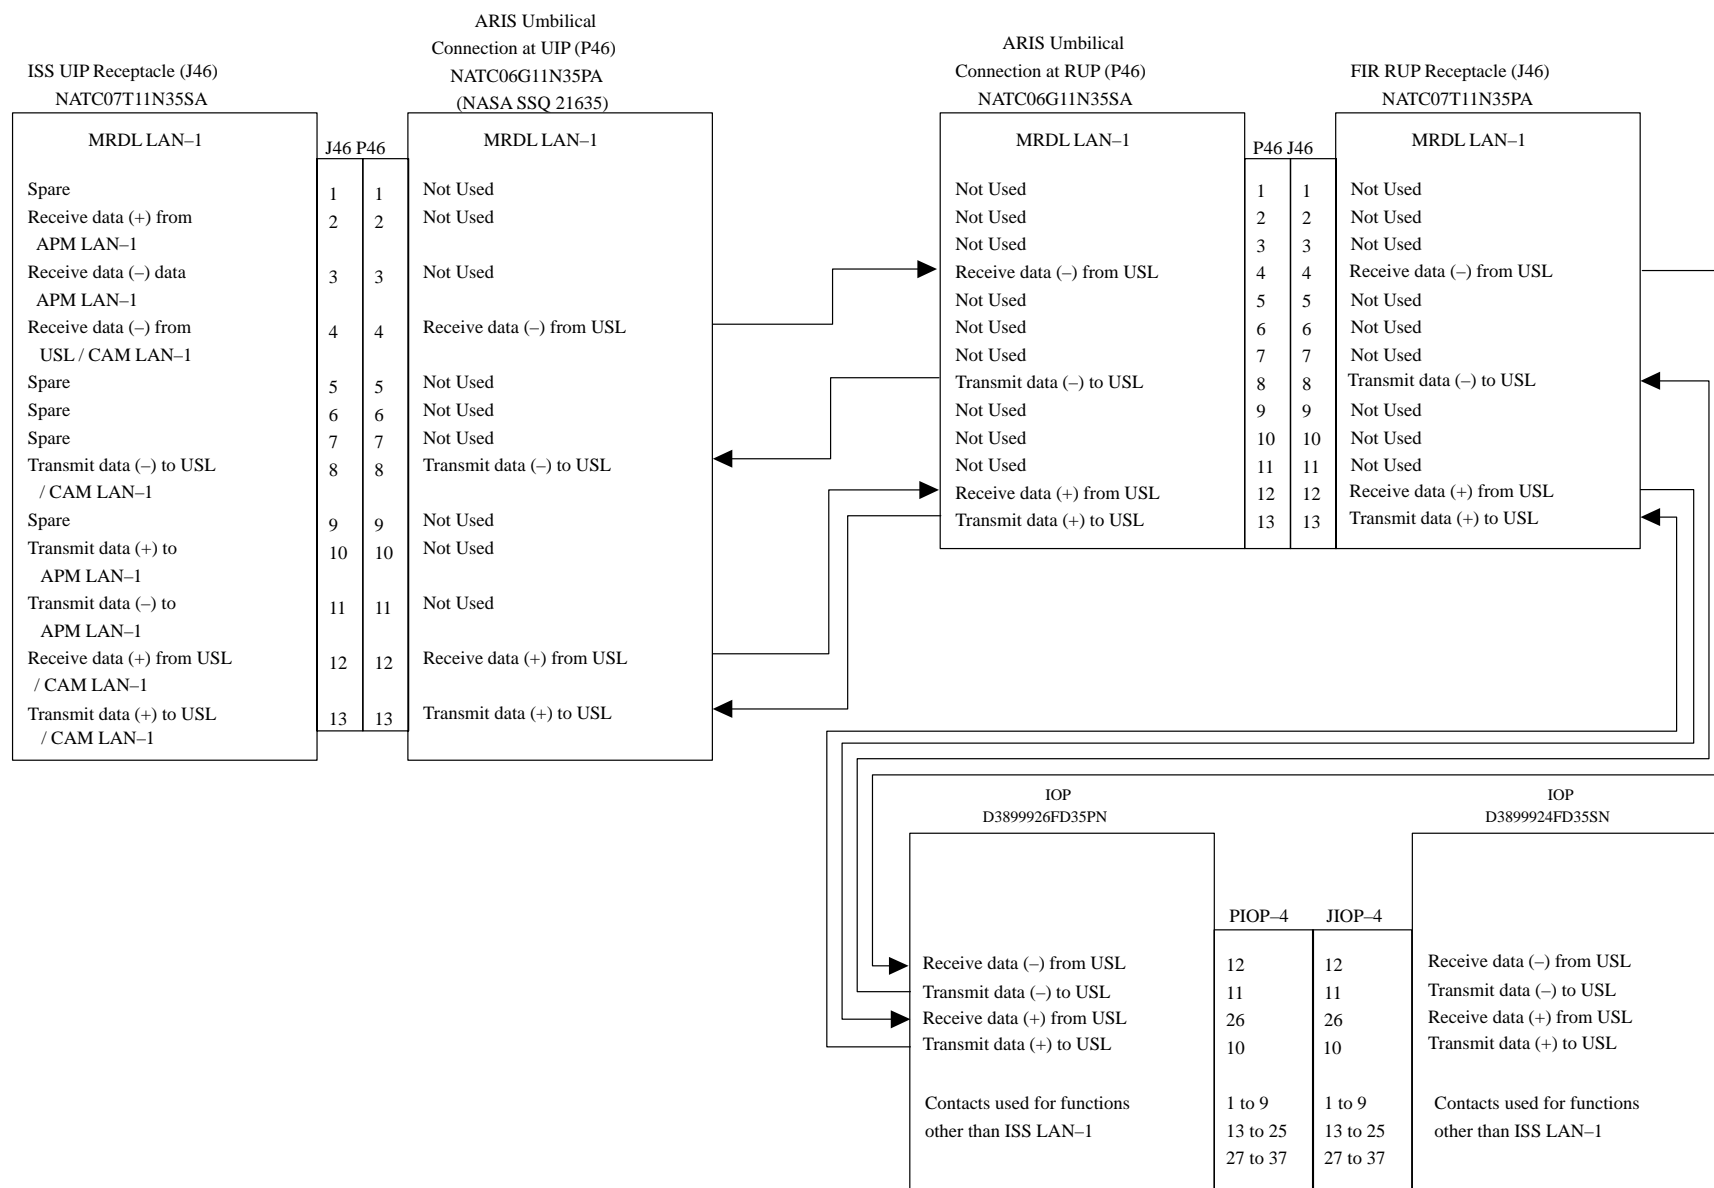 ISS UIP Receptacle (J46)
NATC07T11N35SA
MRDL LAN–1
Spare
Receive data (+) from
APM LAN–1
Receive data (–) data
APM LAN–1
Receive data (–) from
USL / CAM LAN–1
Spare
Spare
Spare
Transmit data (–) to USL
/ CAM LAN–1
Spare
Transmit data (+) to
APM LAN–1
Transmit data (–) to
APM LAN–1
Receive data (+) from USL
/ CAM LAN–1
Transmit data (+) to USL
/ CAM LAN–1
J46 P46
1 1
2 2
3 3
4 4
5 5
6 6
7 7
8 8
9 9
10 10
11 11
12 12
13 13
ARIS Umbilical
Connection at UIP (P46)
NATC06G11N35PA
(NASA SSQ 21635)
MRDL LAN–1
Not Used
Not Used
Not Used
Receive data (–) from USL
Not Used
Not Used
Not Used
Transmit data (–) to USL
Not Used
Not Used
Not Used
Receive data (+) from USL
Transmit data (+) to USL
ARIS Umbilical
Connection at RUP (P46)
NATC06G11N35SA
MRDL LAN–1
Not Used
Not Used
Not Used
Receive data (–) from USL
Not Used
Not Used
Not Used
Transmit data (–) to USL
Not Used
Not Used
Not Used
Receive data (+) from USL
Transmit data (+) to USL
P46 J46
1 1
2 2
3 3
4 4
5 5
6 6
7 7
8 8
9 9
10 10
11 11
12 12
13 13
FIR RUP Receptacle (J46)
NATC07T11N35PA
MRDL LAN–1
Not Used
Not Used
Not Used
Receive data (–) from USL
Not Used
Not Used
Not Used
Transmit data (–) to USL
Not Used
Not Used
Not Used
Receive data (+) from USL
Transmit data (+) to USL
IOP
D3899926FD35PN
Receive data (–) from USL
Transmit data (–) to USL
Receive data (+) from USL
Transmit data (+) to USL
Contacts used for functions
other than ISS LAN–1
PIOP–4 JIOP–4
12 12
11 11
26 26
10 10
1 to 9 1 to 9
13 to 25 13 to 25
27 to 37 27 to 37
IOP
D3899924FD35SN
Receive data (–) from USL
Transmit data (–) to USL
Receive data (+) from USL
Transmit data (+) to USL
Contacts used for functions
other than ISS LAN–1